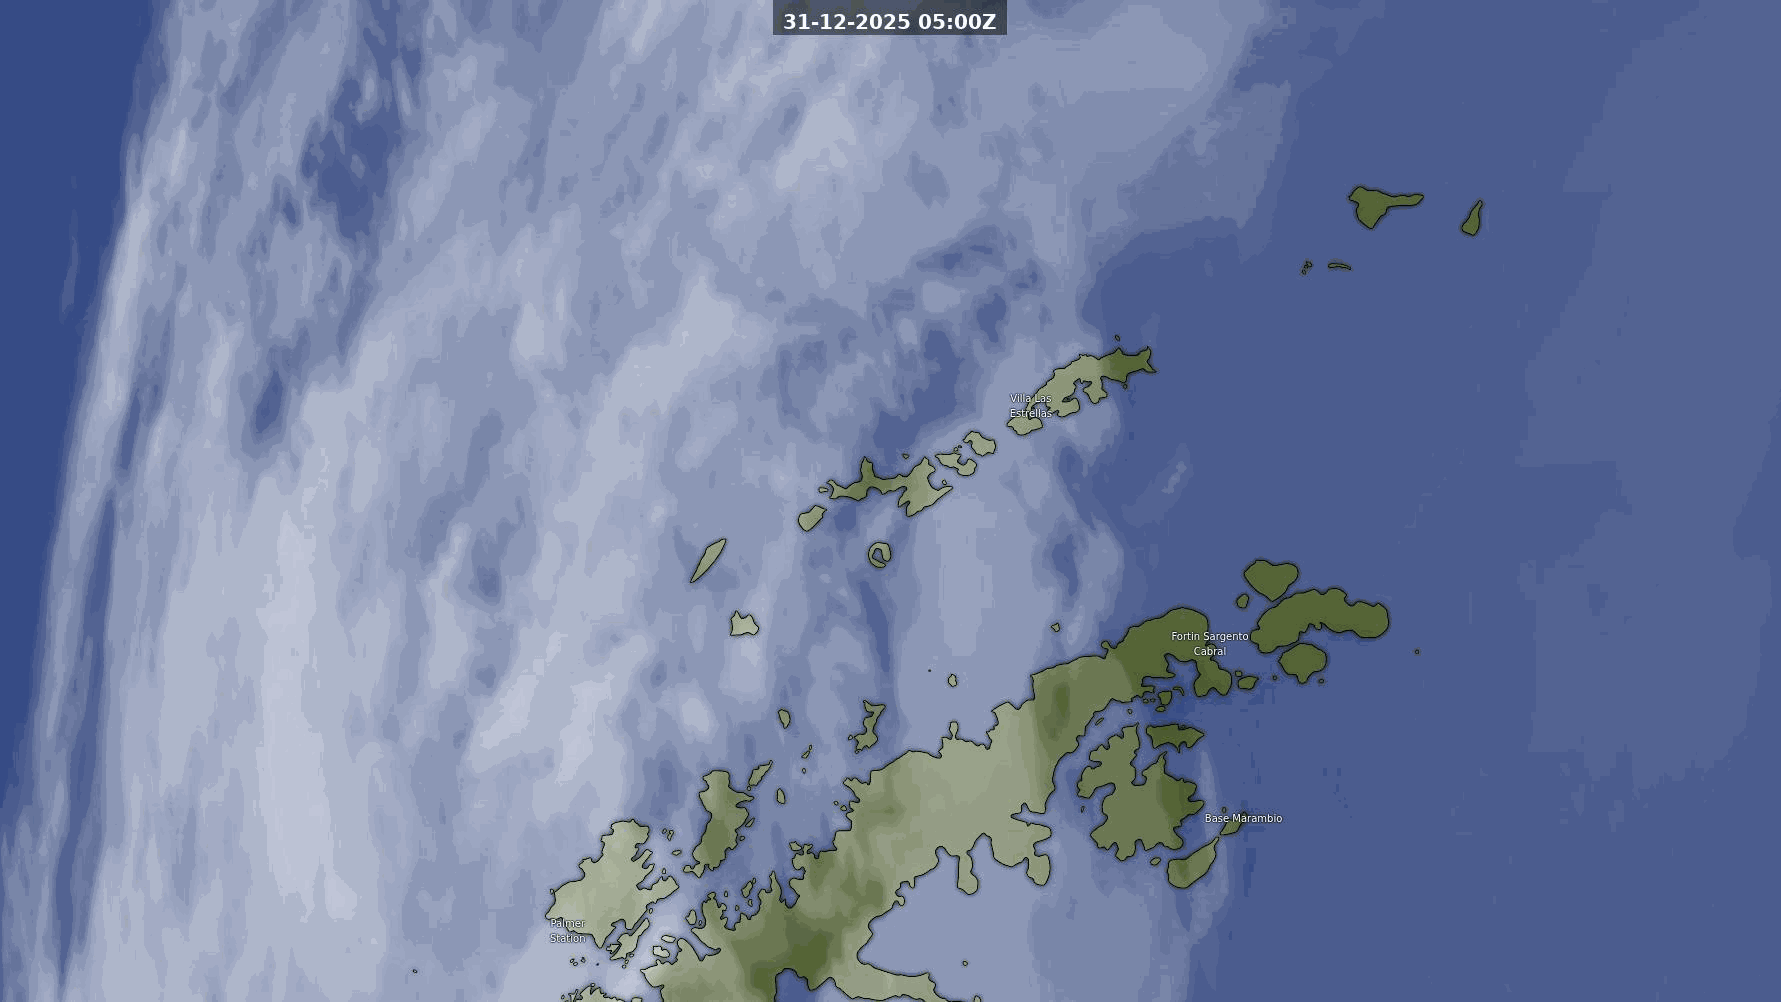 31-12-2025 05:00Z
Villa Las
Estrellas
Fortin Sargento
Cabral
Base Marambio
Palmer
Station